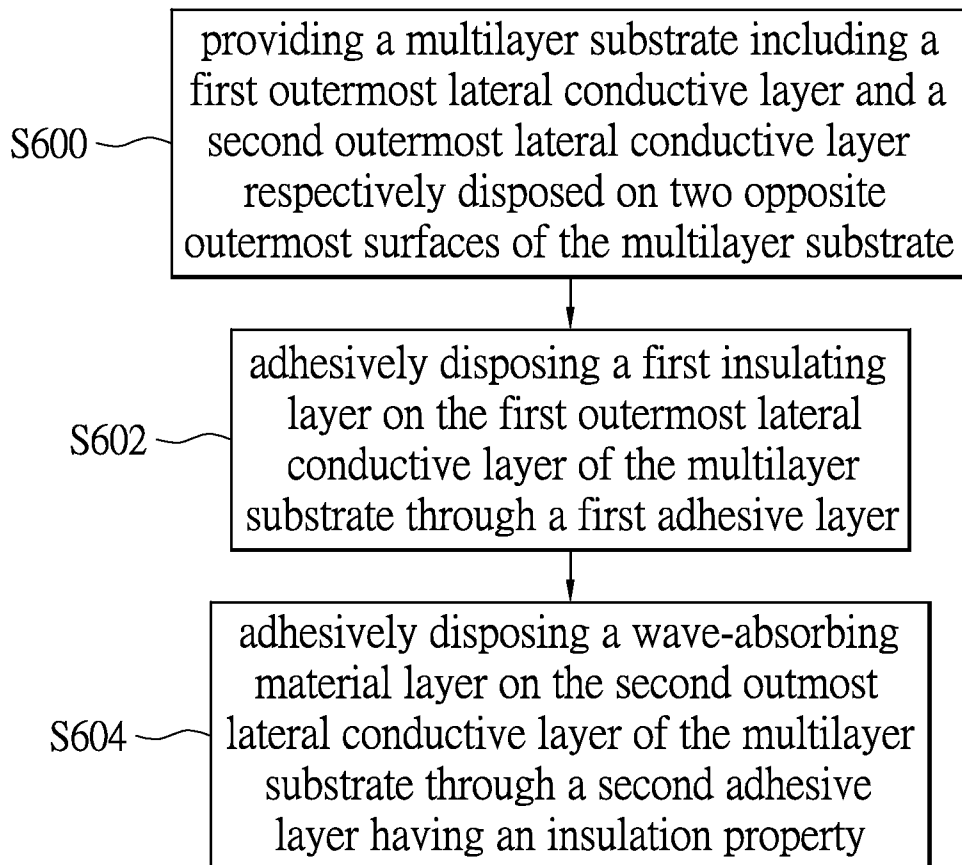 S600
providing a multilayer substrate including a
first outermost lateral conductive layer and a
second outermost lateral conductive layer
respectively disposed on two opposite
outermost surfaces of the multilayer substrate
S602
adhesively disposing a first insulating
layer on the first outermost lateral
conductive layer of the multilayer
substrate through a first adhesive layer
S604
adhesively disposing a wave-absorbing
material layer on the second outmost
lateral conductive layer of the multilayer
substrate through a second adhesive
layer having an insulation property